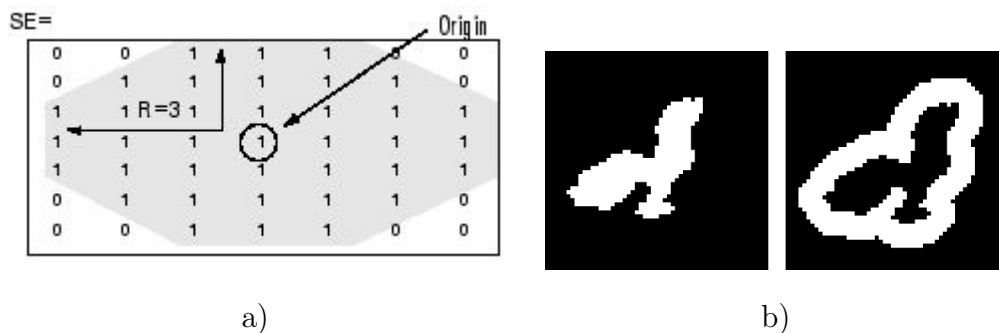 SE=
Origin
0 0 1 1 1 0 0
0 1 1 1 1 1 0
1 1 1 1 1 1 1
R=3
1 1 1 1 1 1 1
1 1 1 1 1 1 1
0 1 1 1 1 1 0
0 0 1 1 1 0 0
a) b)